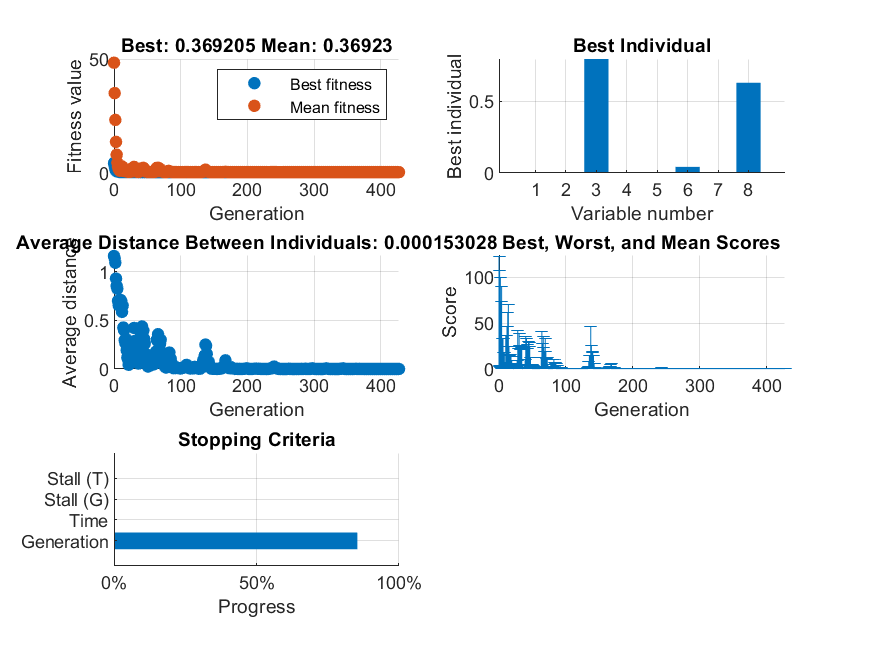 Best: 0.369205 Mean: 0.36923
Fitness value
50
0
Best fitness
Mean fitness
0 100 200 300 400
Generation
Best Individual
Best individual
0.5
0
1 2 3 4 5 6 7 8
Variable number
Average Distance Between Individuals: 0.000153028
Average distance
1
0.5
0
0 100 200 300 400
Generation
Best, Worst, and Mean Scores
Score
100
50
0
0 100 200 300 400
Generation
Stopping Criteria
Stall (T)
Stall (G)
Time
Generation
0% 50% 100%
Progress